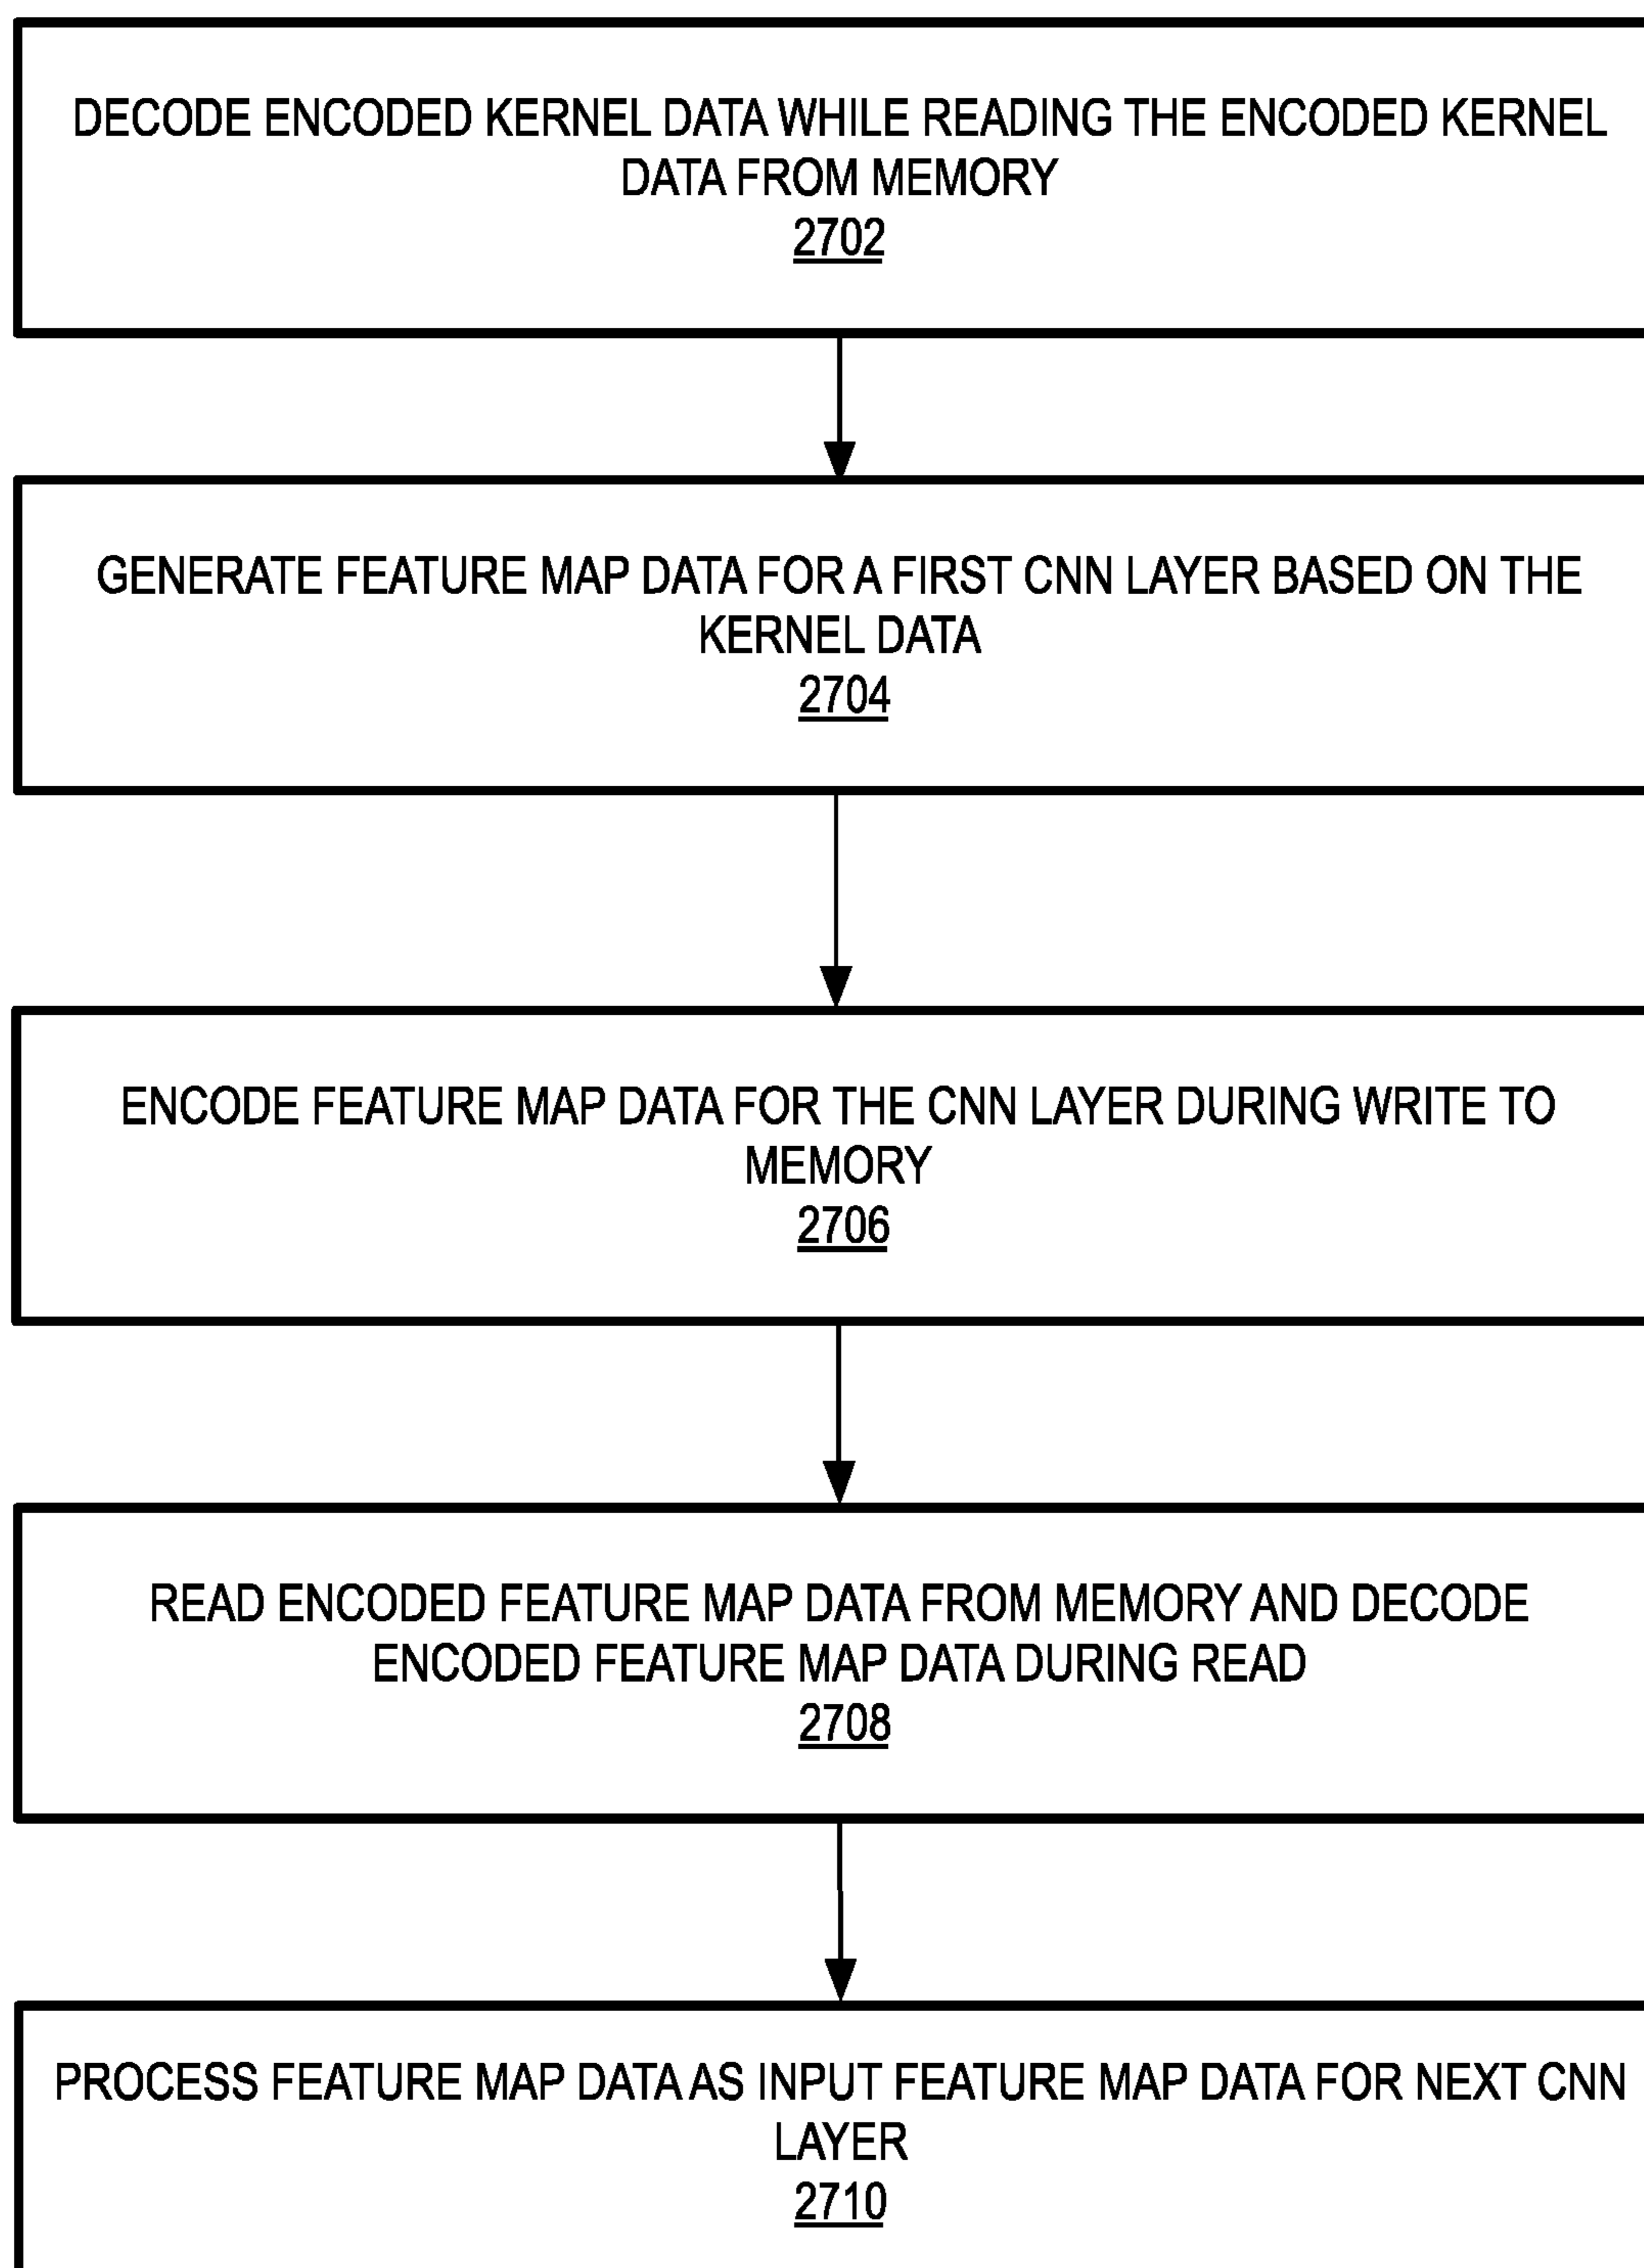 DECODE ENCODED KERNEL DATA WHILE READING THE ENCODED KERNEL
DATA FROM MEMORY
2702
GENERATE FEATURE MAP DATA FOR A FIRST CNN LAYER BASED ON THE
KERNEL DATA
2704
ENCODE FEATURE MAP DATA FOR THE CNN LAYER DURING WRITE TO
MEMORY
2706
READ ENCODED FEATURE MAP DATA FROM MEMORY AND DECODE
ENCODED FEATURE MAP DATA DURING READ
2708
PROCESS FEATURE MAP DATA AS INPUT FEATURE MAP DATA FOR NEXT CNN
LAYER
2710